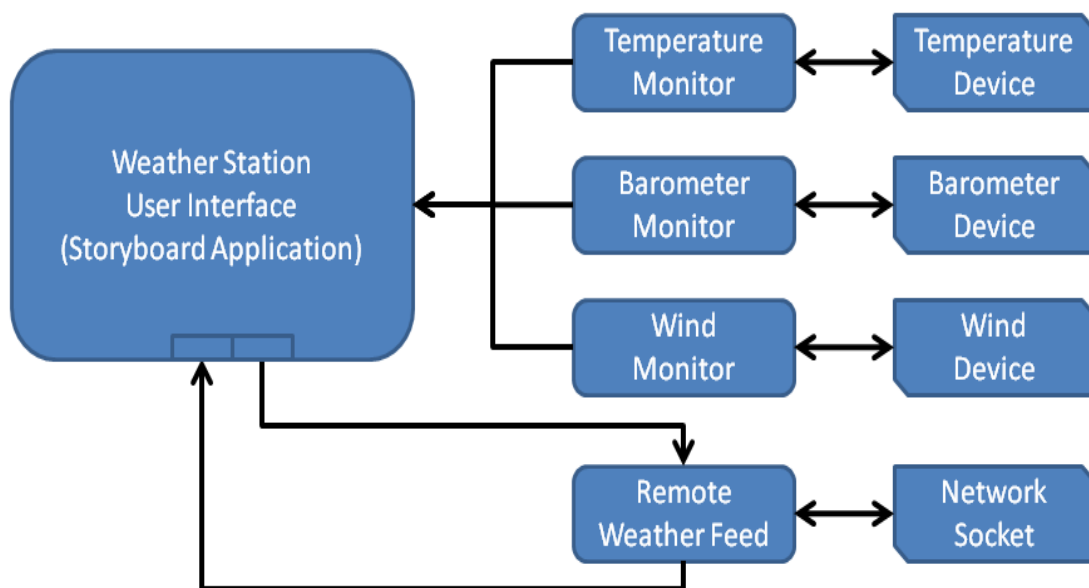 Weather Station
User Interface
(Storyboard Application)
Temperature
Monitor
Temperature
Device
Barometer
Monitor
Barometer
Device
Wind
Monitor
Wind
Device
Remote
Weather Feed
Network
Socket